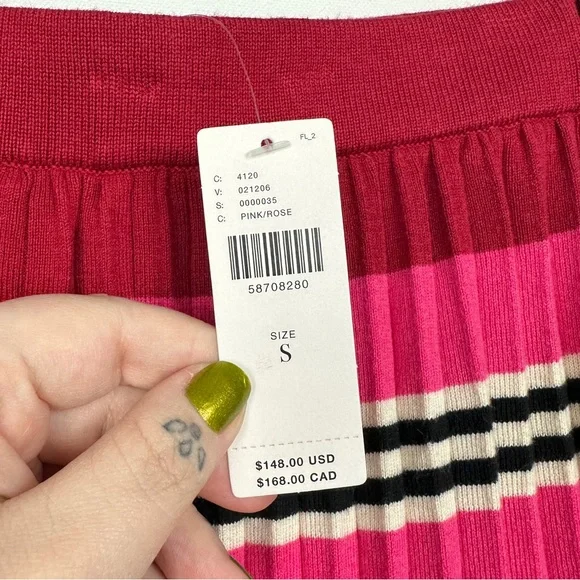 FL_2
C: 4120
V: 021206
S: 0000035
C: PINK/ROSE
58708280
SIZE
S
$148.00 USD
$168.00 CAD